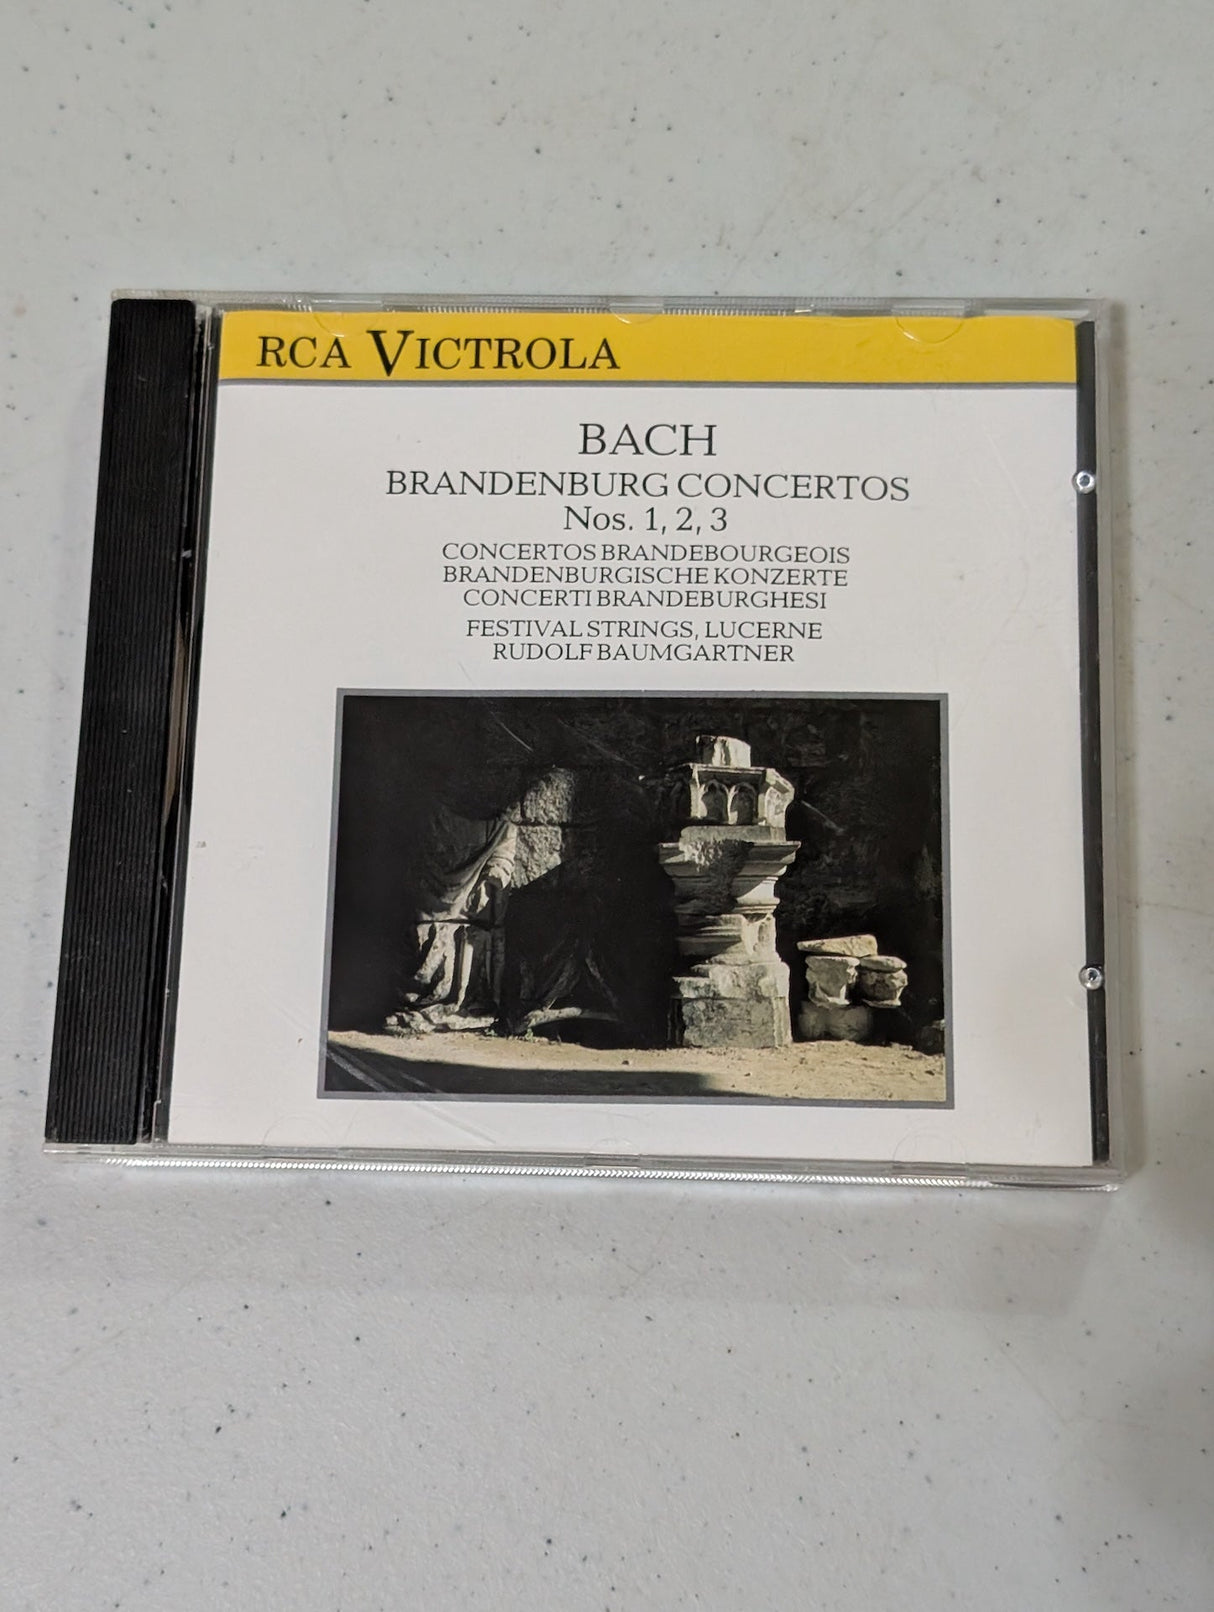 RCA VICTROLA
BACH
BRANDENBURG CONCERTOS
Nos. 1, 2, 3
CONCERTOS BRANDEBOURGEOIS
BRANDENBURGISCHE KONZERTE
CONCERTI BRANDEBURGHESI
FESTIVAL STRINGS, LUCERNE
RUDOLF BAUMGARTNER